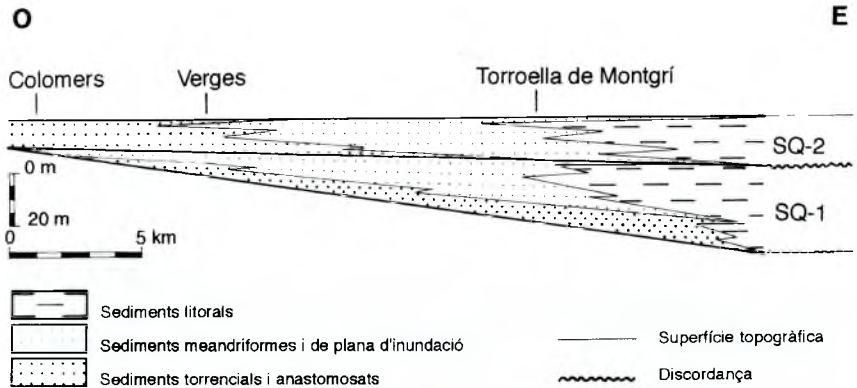 O E
Colomers Verges Torroella de Montgrí
SQ-2
0 m
20 m
SQ-1
0 5 km
Sediments litorals
Sediments meandriformes i de plana d'inundació
Sediments torrencials i anastomosats
Superfície topogràfica
Discordança